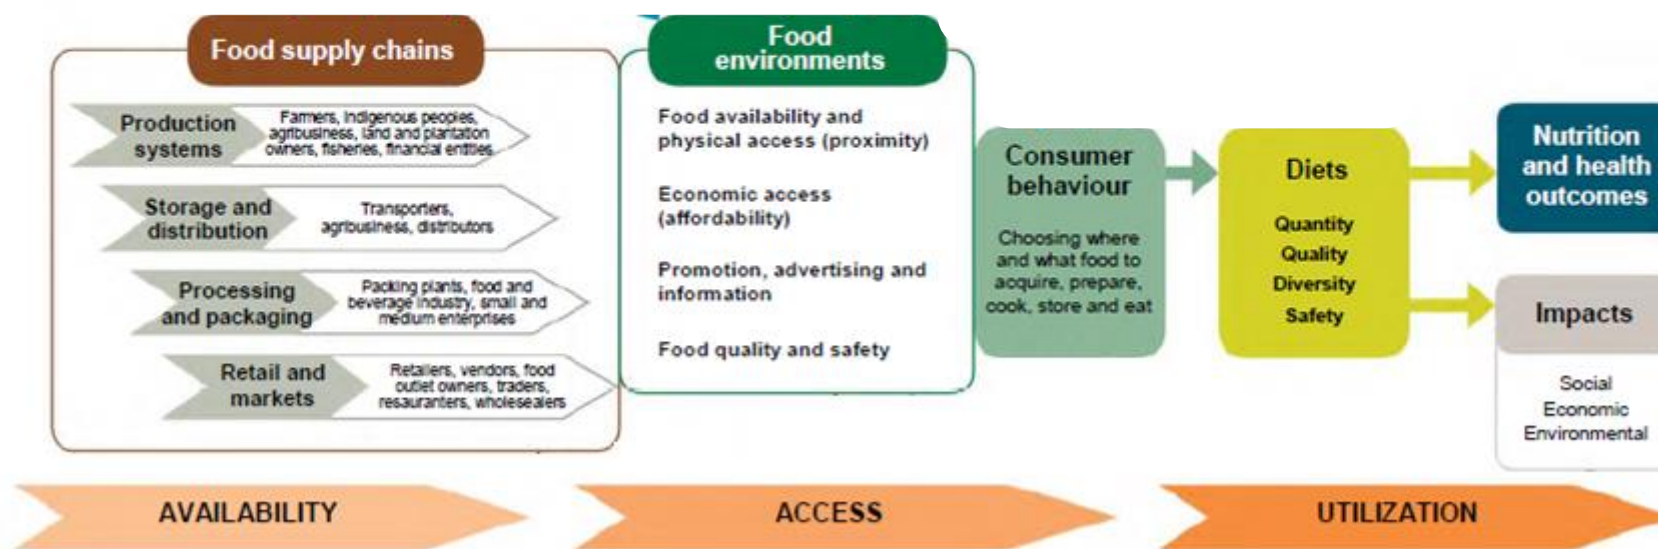 Food supply chains
Production
systems
Farmers, indigenous peoples,
agribusiness, land and plantation
owners, fisheries, financial entities
Storage and
distribution
Transporters,
agribusiness, distributors
Processing
and packaging
Packing plants, food and
beverage industry, small and
medium enterprises
Retail and
markets
Retailers, vendors, food
outlet owners, traders,
resauranters, wholesealers
Food
environments
Food availability and
physical access (proximity)
Economic access
(affordability)
Promotion, advertising and
information
Food quality and safety
Consumer
behaviour
Choosing where
and what food to
acquire, prepare,
cook, store and eat
Diets
Quantity
Quality
Diversity
Safety
Nutrition
and health
outcomes
Impacts
Social
Economic
Environmental
AVAILABILITY
ACCESS
UTILIZATION